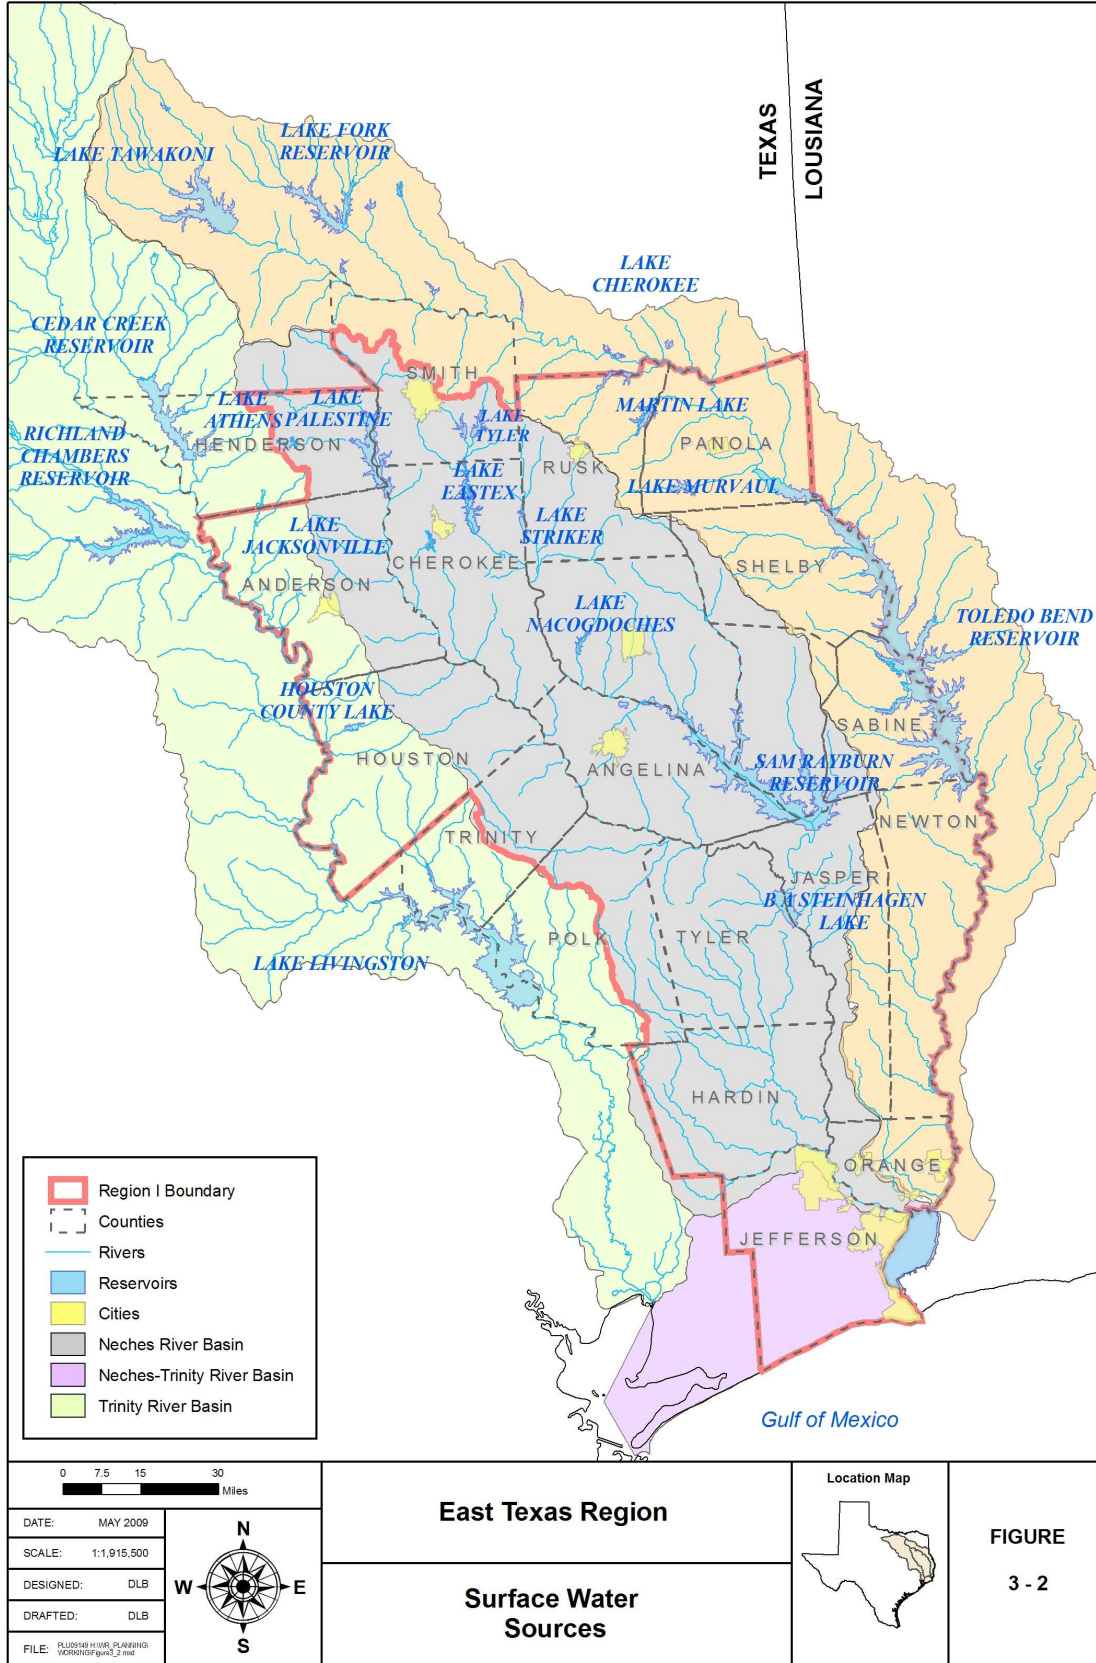 TEXAS
LOUSIANA
LAKE FORK
RESERVOIR
LAKE TAWAKONI
LAKE
CHEROKEE
CEDAR CREEK
RESERVOIR
SMITH
LAKE
ATHENS
LAKE
PALESTINE
LAKE
TYLER
MARTIN LAKE
HENDERSON
PANOLA
RICHLAND
CHAMBERS
RESERVOIR
RUSK
LAKE
EASTEX
LAKE MURVAUL
LAKE
JACKSONVILLE
LAKE
STRIKER
CHEROKEE
SHELBY
ANDERSON
LAKE
NACOGDOCHES
TOLEDO BEND
RESERVOIR
HOUSTON
COUNTY LAKE
SABINE
HOUSTON
ANGELINA
SAM RAYBURN
RESERVOIR
NEWTON
TRINITY
JASPER
B A STEINHAGEN
LAKE
POLK
TYLER
LAKE LIVINGSTON
HARDIN
ORANGE
JEFFERSON
Region I Boundary
Counties
Rivers
Reservoirs
Cities
Neches River Basin
Neches-Trinity River Basin
Trinity River Basin
Gulf of Mexico
0 7.5 15 30
Miles
DATE: MAY 2009
SCALE: 1:1,915,500
DESIGNED: DLB
DRAFTED: DLB
FILE: PLU09149 H:\WR_PLANNING\
WORKING\Figure3_2.mxd
N
W E
S
East Texas Region
Surface Water
Sources
Location Map
FIGURE
3 - 2